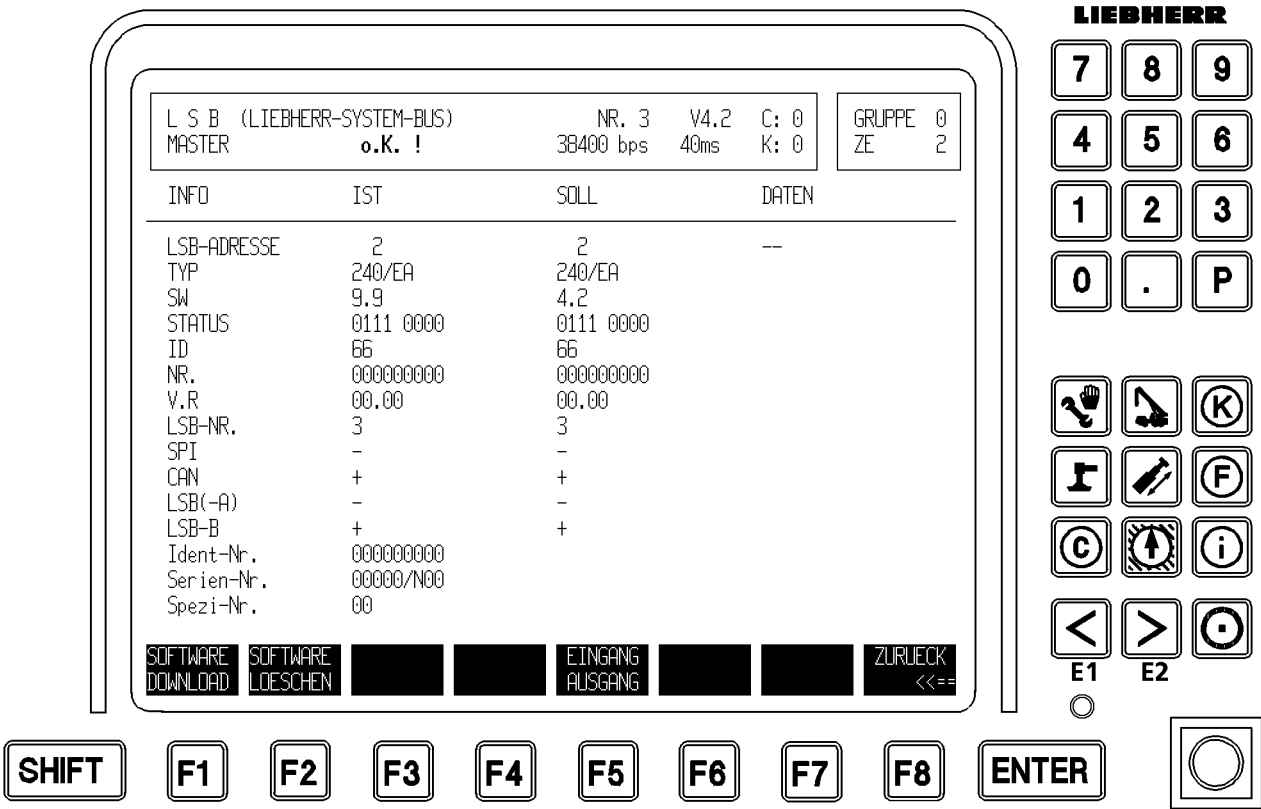 LIEBHERR
L S B (LIEBHERR-SYSTEM-BUS) NR. 3 V4.2 C: 0 GRUPPE 0
MASTER o.K. ! 38400 bps 40ms K: 0 ZE 2
INFO IST SOLL DATEN
LSB-ADRESSE 2 2 --
TYP 240/EA 240/EA
SW 9.9 4.2
STATUS 0111 0000 0111 0000
ID 66 66
NR. 000000000 000000000
V.R 00.00 00.00
LSB-NR. 3 3
SPI - -
CAN + +
LSB(-A) - -
LSB-B + +
Ident-Nr. 000000000
Serien-Nr. 00000/N00
Spezi-Nr. 00
SOFTWARE SOFTWARE EINGANG ZURUECK
DOWNLOAD LOESCHEN AUSGANG <<==
7 8 9
4 5 6
1 2 3
0 . P
K
F
C i
< >
E1 E2
SHIFT F1 F2 F3 F4 F5 F6 F7 F8 ENTER